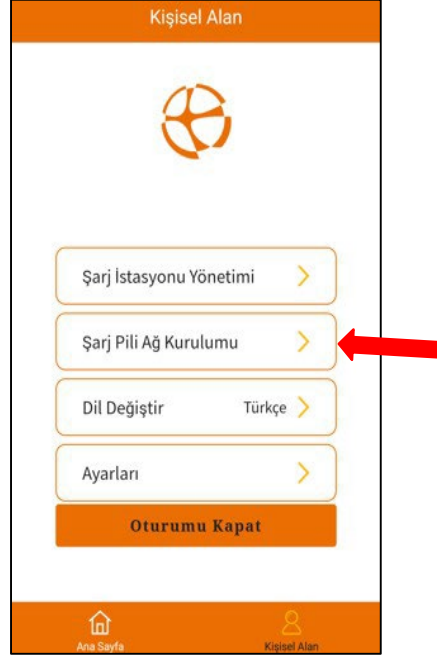 Kişisel Alan
Şarj İstasyonu Yönetimi
Şarj Pili Ağ Kurulumu
Dil Değiştir Türkçe
Ayarları
Oturumu Kapat
Ana Sayfa Kişisel Alan